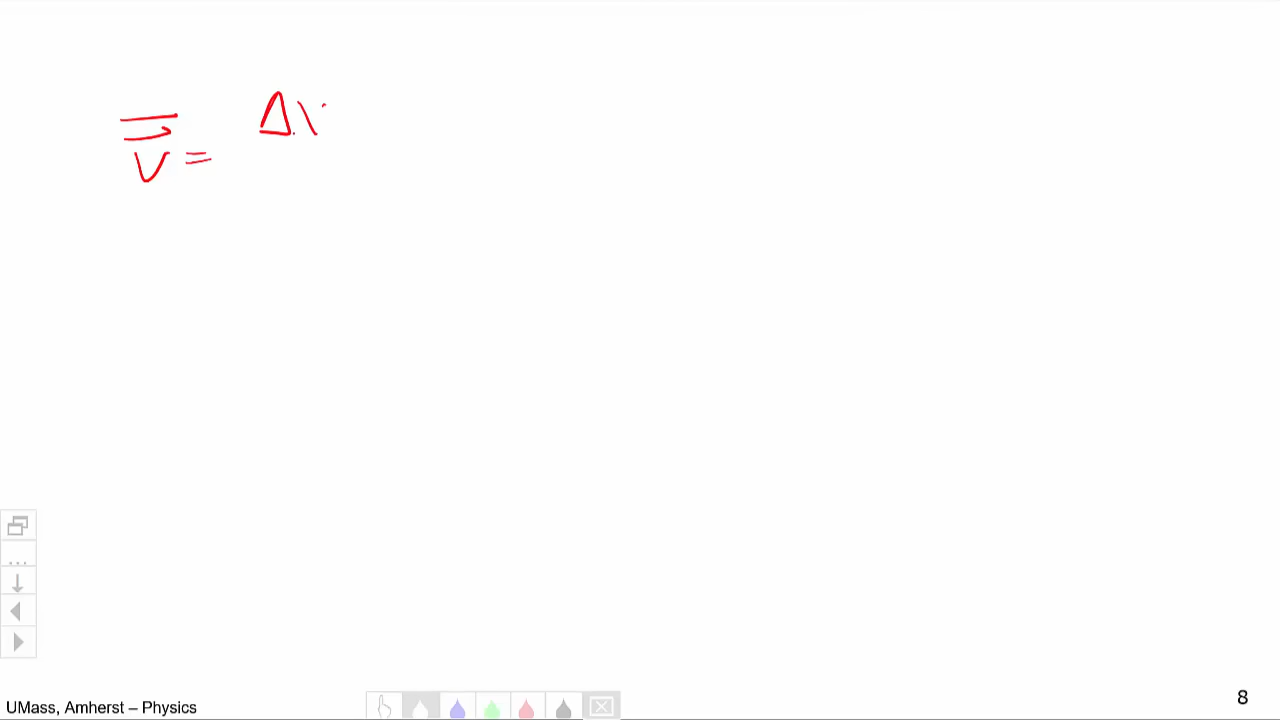 V⃗̅ = Δ
UMass, Amherst – Physics
8